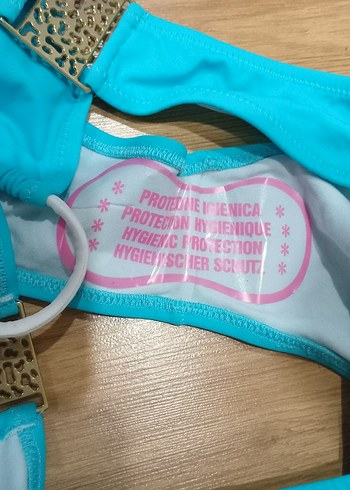 PROTEZIONE IGIENICA
PROTECTION HYGIENIQUE
HYGIENIC PROTECTION
HYGIENISCHER SCHUTZ